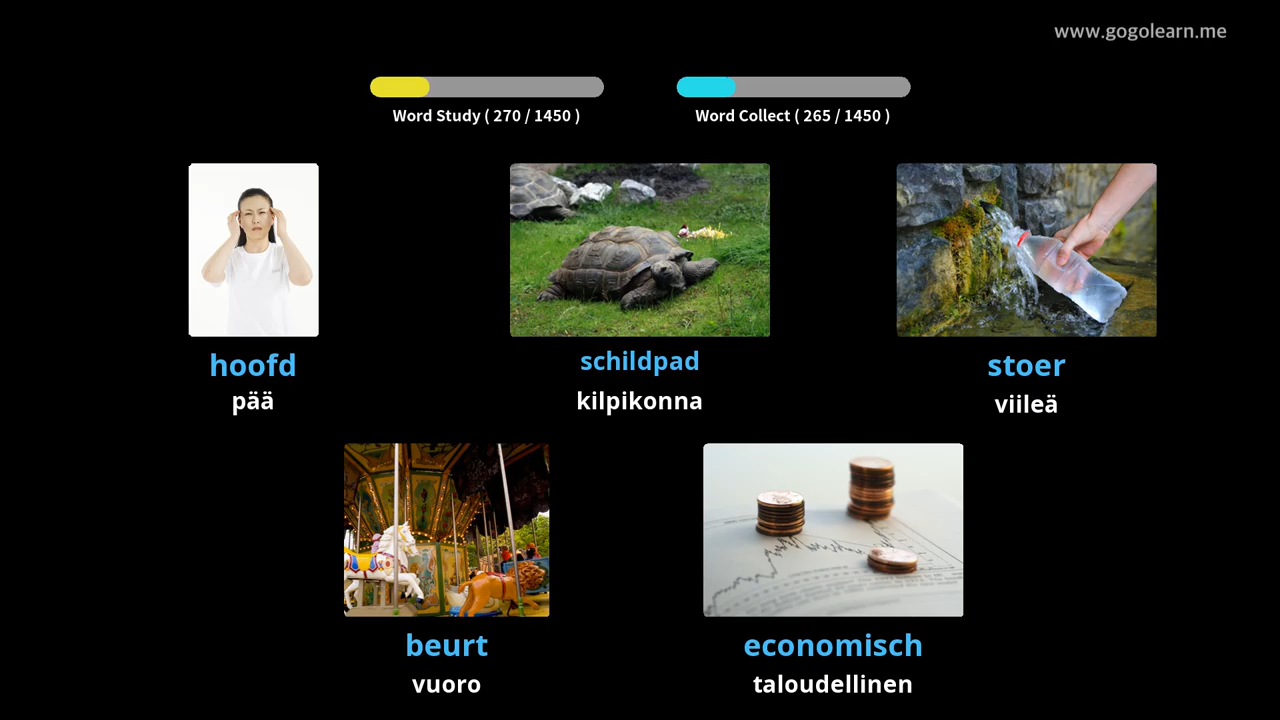 www.gogolearn.me
Word Study ( 270 / 1450 )
Word Collect ( 265 / 1450 )
hoofd
pää
schildpad
kilpikonna
stoer
viileä
beurt
vuoro
economisch
taloudellinen